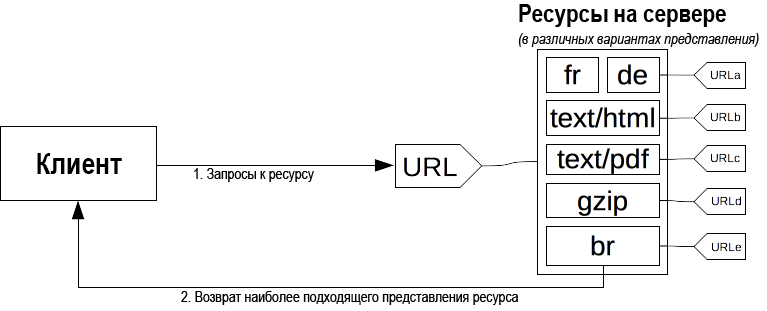 Ресурсы на сервере
(в различных вариантах представления)
fr
de
URLa
text/html
URLb
Клиент
1. Запросы к ресурсу
URL
text/pdf
URLc
gzip
URLd
br
URLe
2. Возврат наиболее подходящего представления ресурса